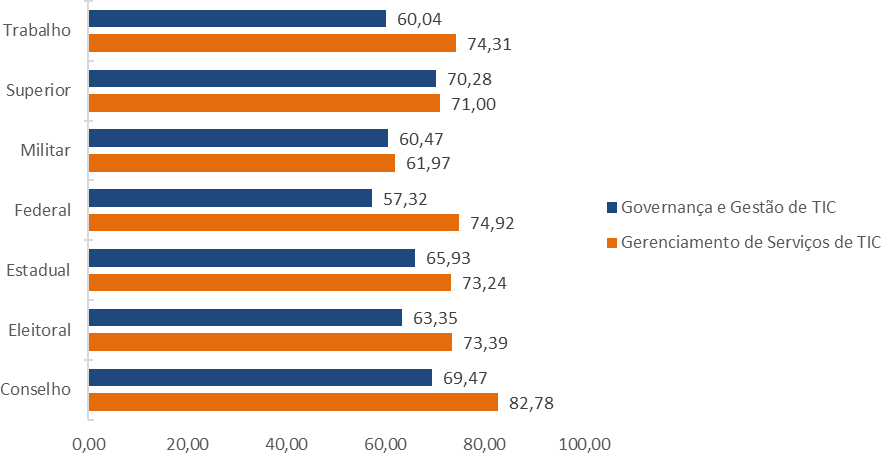 Trabalho
60,04
74,31
Superior
70,28
71,00
Militar
60,47
61,97
Federal
57,32
74,92
Estadual
65,93
73,24
Eleitoral
63,35
73,39
Conselho
69,47
82,78
0,00 20,00 40,00 60,00 80,00 100,00
Governança e Gestão de TIC
Gerenciamento de Serviços de TIC